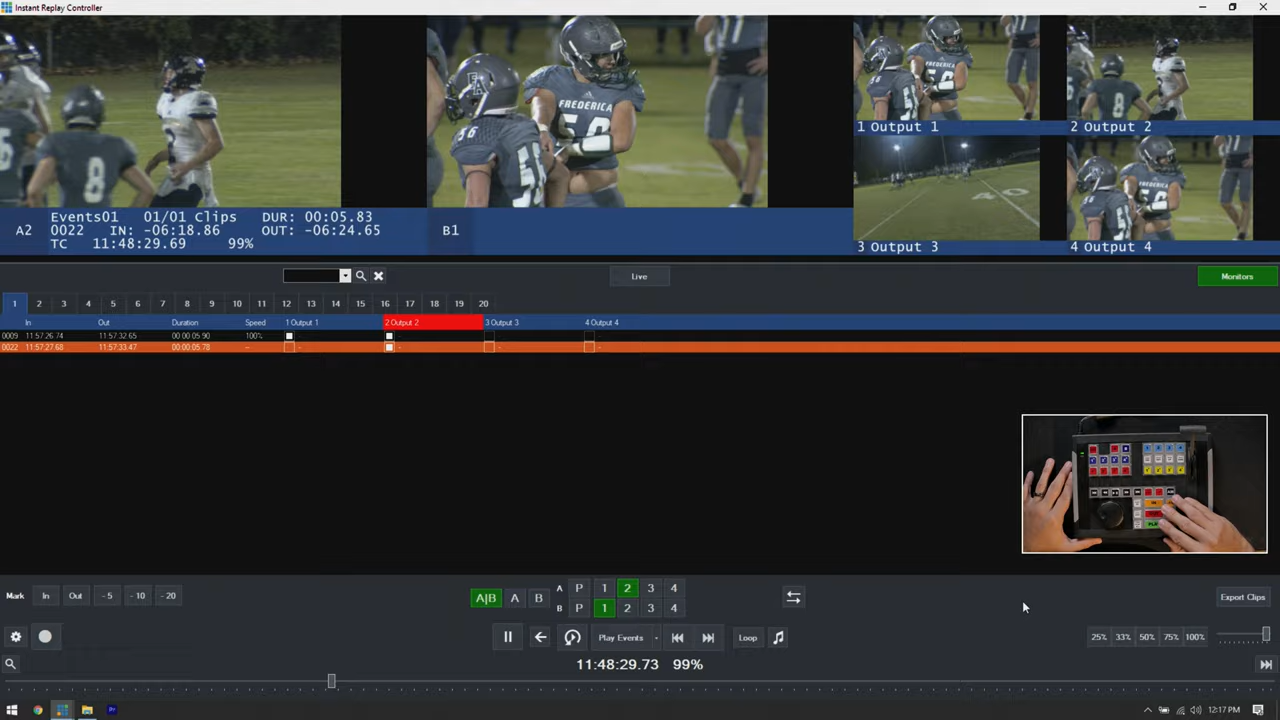 Instant Replay Controller
FREDERICA
50
56
8
A2
Events01 01/01 Clips DUR: 00:05.83
0022 IN: -06:18.86 OUT: -06:24.65
TC 11:48:29.69 99%
B1
1 Output 1
2 Output 2
3 Output 3
4 Output 4
Live
Monitors
1 2 3 4 5 6 7 8 9 10 11 12 13 14 15 16 17 18 19 20
In Out Duration Speed 1 Output 1 2 Output 2 3 Output 3 4 Output 4
0009 11:57:26.74 11:57:32.65 00:00:05.90 100%
0022 11:57:27.68 11:57:33.47 00:00:05.78 --
Mark In Out - 5 - 10 - 20
A|B A B
A P 1 2 3 4
B P 1 2 3 4
Export Clips
Play Events
Loop
25% 33% 50% 75% 100%
11:48:29.73 99%
12:17 PM